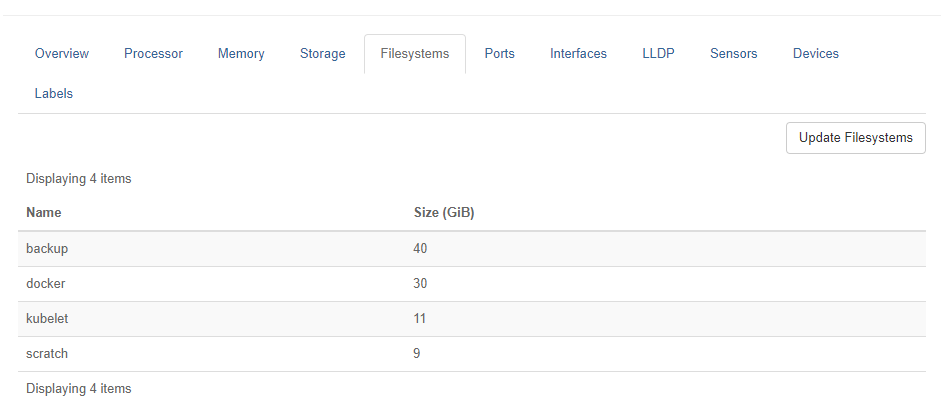 Overview Processor Memory Storage Filesystems Ports Interfaces LLDP Sensors Devices
Labels
Update Filesystems
Displaying 4 items
Name Size (GiB)
backup 40
docker 30
kubelet 11
scratch 9
Displaying 4 items